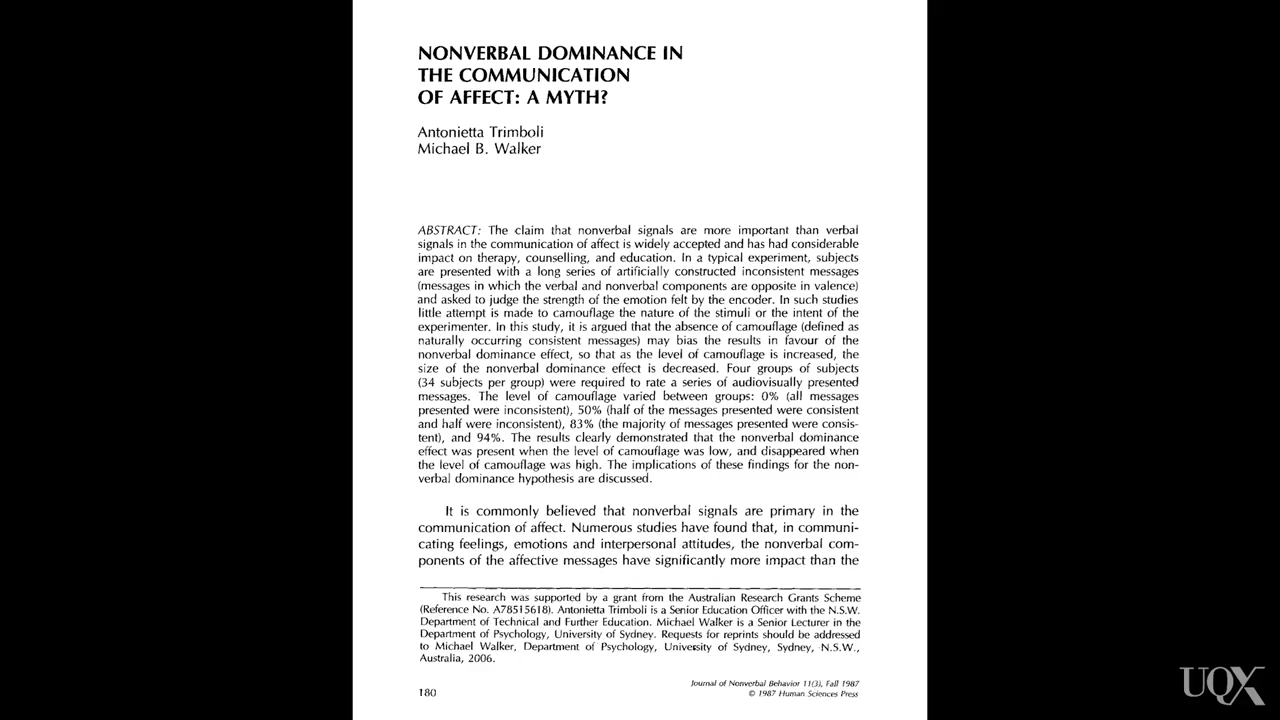 NONVERBAL DOMINANCE IN
THE COMMUNICATION
OF AFFECT: A MYTH?
Antonietta Trimboli
Michael B. Walker
ABSTRACT: The claim that nonverbal signals are more important than verbal
signals in the communication of affect is widely accepted and has had considerable
impact on therapy, counselling, and education. In a typical experiment, subjects
are presented with a long series of artificially constructed inconsistent messages
(messages in which the verbal and nonverbal components are opposite in valence)
and asked to judge the strength of the emotion felt by the encoder. In such studies
little attempt is made to camouflage the nature of the stimuli or the intent of the
experimenter. In this study, it is argued that the absence of camouflage (defined as
naturally occurring consistent messages) may bias the results in favour of the
nonverbal dominance effect, so that as the level of camouflage is increased, the
size of the nonverbal dominance effect is decreased. Four groups of subjects
(34 subjects per group) were required to rate a series of audiovisually presented
messages. The level of camouflage varied between groups: 0% (all messages
presented were inconsistent), 50% (half of the messages presented were consistent
and half were inconsistent), 83% (the majority of messages presented were consis-
tent), and 94%. The results clearly demonstrated that the nonverbal dominance
effect was present when the level of camouflage was low, and disappeared when
the level of camouflage was high. The implications of these findings for the non-
verbal dominance hypothesis are discussed.
It is commonly believed that nonverbal signals are primary in the
communication of affect. Numerous studies have found that, in communi-
cating feelings, emotions and interpersonal attitudes, the nonverbal com-
ponents of the affective messages have significantly more impact than the
This research was supported by a grant from the Australian Research Grants Scheme
(Reference No. A78515618). Antonietta Trimboli is a Senior Education Officer with the N.S.W.
Department of Technical and Further Education. Michael Walker is a Senior Lecturer in the
Department of Psychology, University of Sydney. Requests for reprints should be addressed
to Michael Walker, Department of Psychology, University of Sydney, Sydney, N.S.W.,
Australia, 2006.
180
Journal of Nonverbal Behavior 11(3), Fall 1987
© 1987 Human Sciences Press
UQX